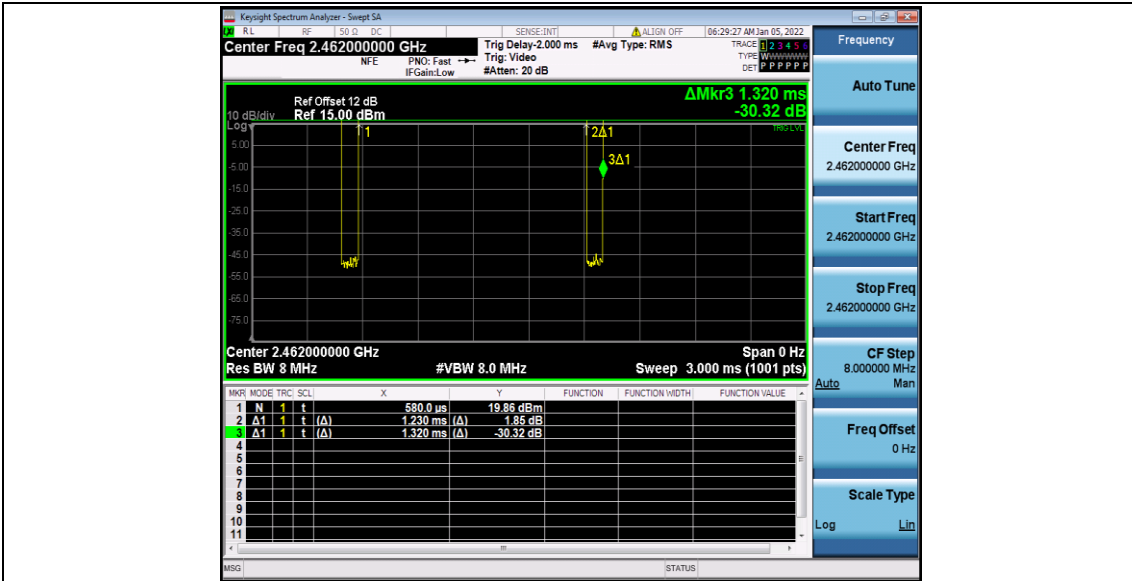 Keysight Spectrum Analyzer - Swept SA
RL RF 50 Ω DC SENSE:INT ALIGN OFF 06:29:27 AM Jan 05, 2022
Center Freq 2.462000000 GHz
NFE PNO: Fast
IFGain:Low
Trig Delay-2.000 ms
Trig: Video
#Atten: 20 dB
#Avg Type: RMS
TRACE 1 2 3 4 5 6
TYPE WWWWWW
DET P P P P P P
ΔMkr3 1.320 ms
-30.32 dB
Ref Offset 12 dB
10 dB/div Ref 15.00 dBm
Log
TRIG LVL
1
2Δ1
3Δ1
5.00
-5.00
-15.0
-25.0
-35.0
-45.0
-55.0
-65.0
-75.0
Center 2.462000000 GHz Span 0 Hz
Res BW 8 MHz #VBW 8.0 MHz Sweep 3.000 ms (1001 pts)
MKR MODE TRC SCL X Y FUNCTION FUNCTION WIDTH FUNCTION VALUE
1 N 1 t 580.0 µs 19.86 dBm
2 Δ1 1 t (Δ) 1.230 ms (Δ) 1.85 dB
3 Δ1 1 t (Δ) 1.320 ms (Δ) -30.32 dB
4
5
6
7
8
9
10
11
MSG STATUS
Frequency
Auto Tune
Center Freq
2.462000000 GHz
Start Freq
2.462000000 GHz
Stop Freq
2.462000000 GHz
CF Step
8.000000 MHz
Auto Man
Freq Offset
0 Hz
Scale Type
Log Lin